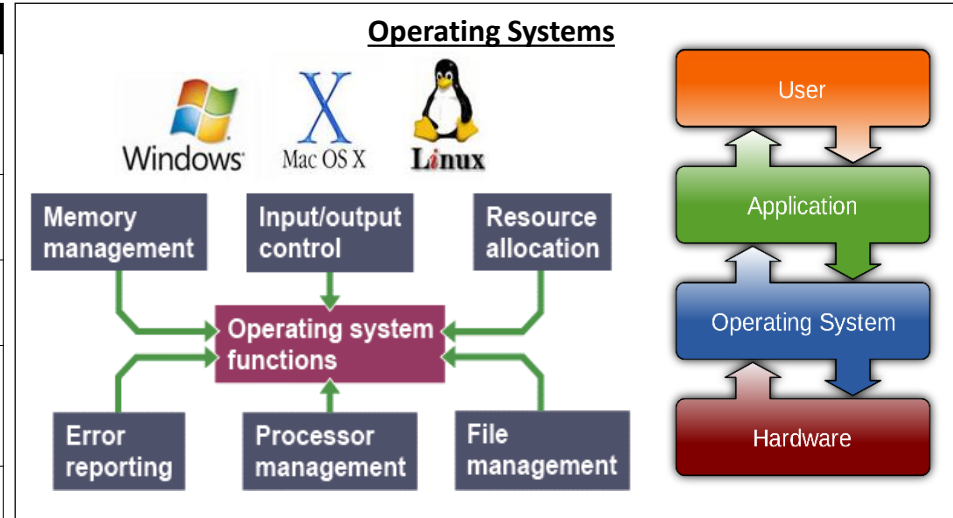 Operating Systems
Windows
X
Mac OS X
Linux
Memory
management
Input/output
control
Resource
allocation
Operating system
functions
Error
reporting
Processor
management
File
management
User
Application
Operating System
Hardware